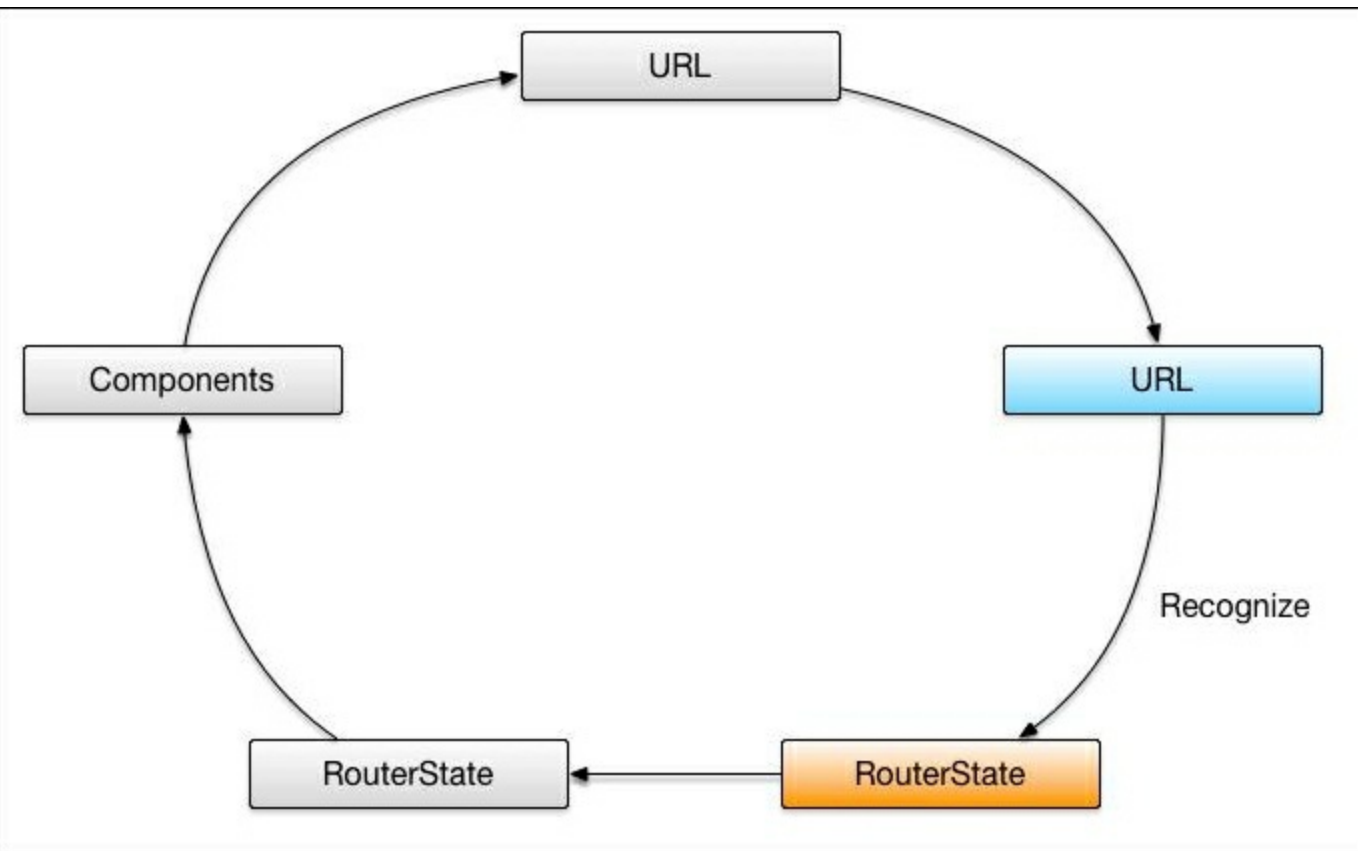 URL
Components
URL
Recognize
RouterState
RouterState